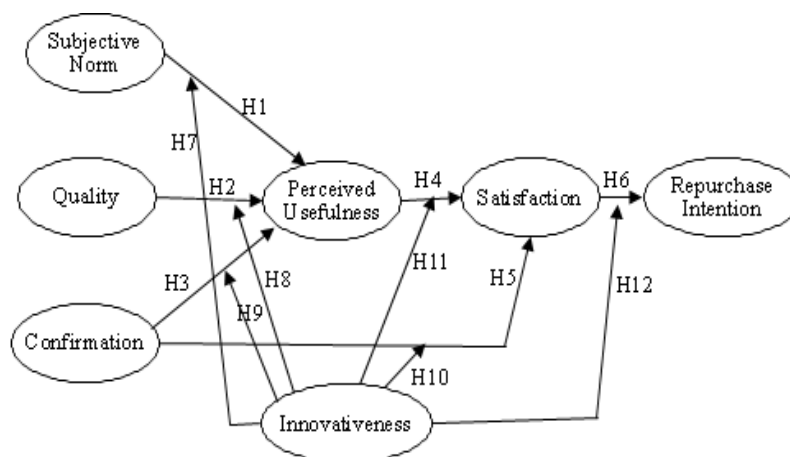 Subjective
Norm
H1
H7
Quality
H2
Perceived
Usefulness
H4
Satisfaction
H6
Repurchase
Intention
H3
H9
H8
H11
H5
H12
Confirmation
H10
Innovativeness